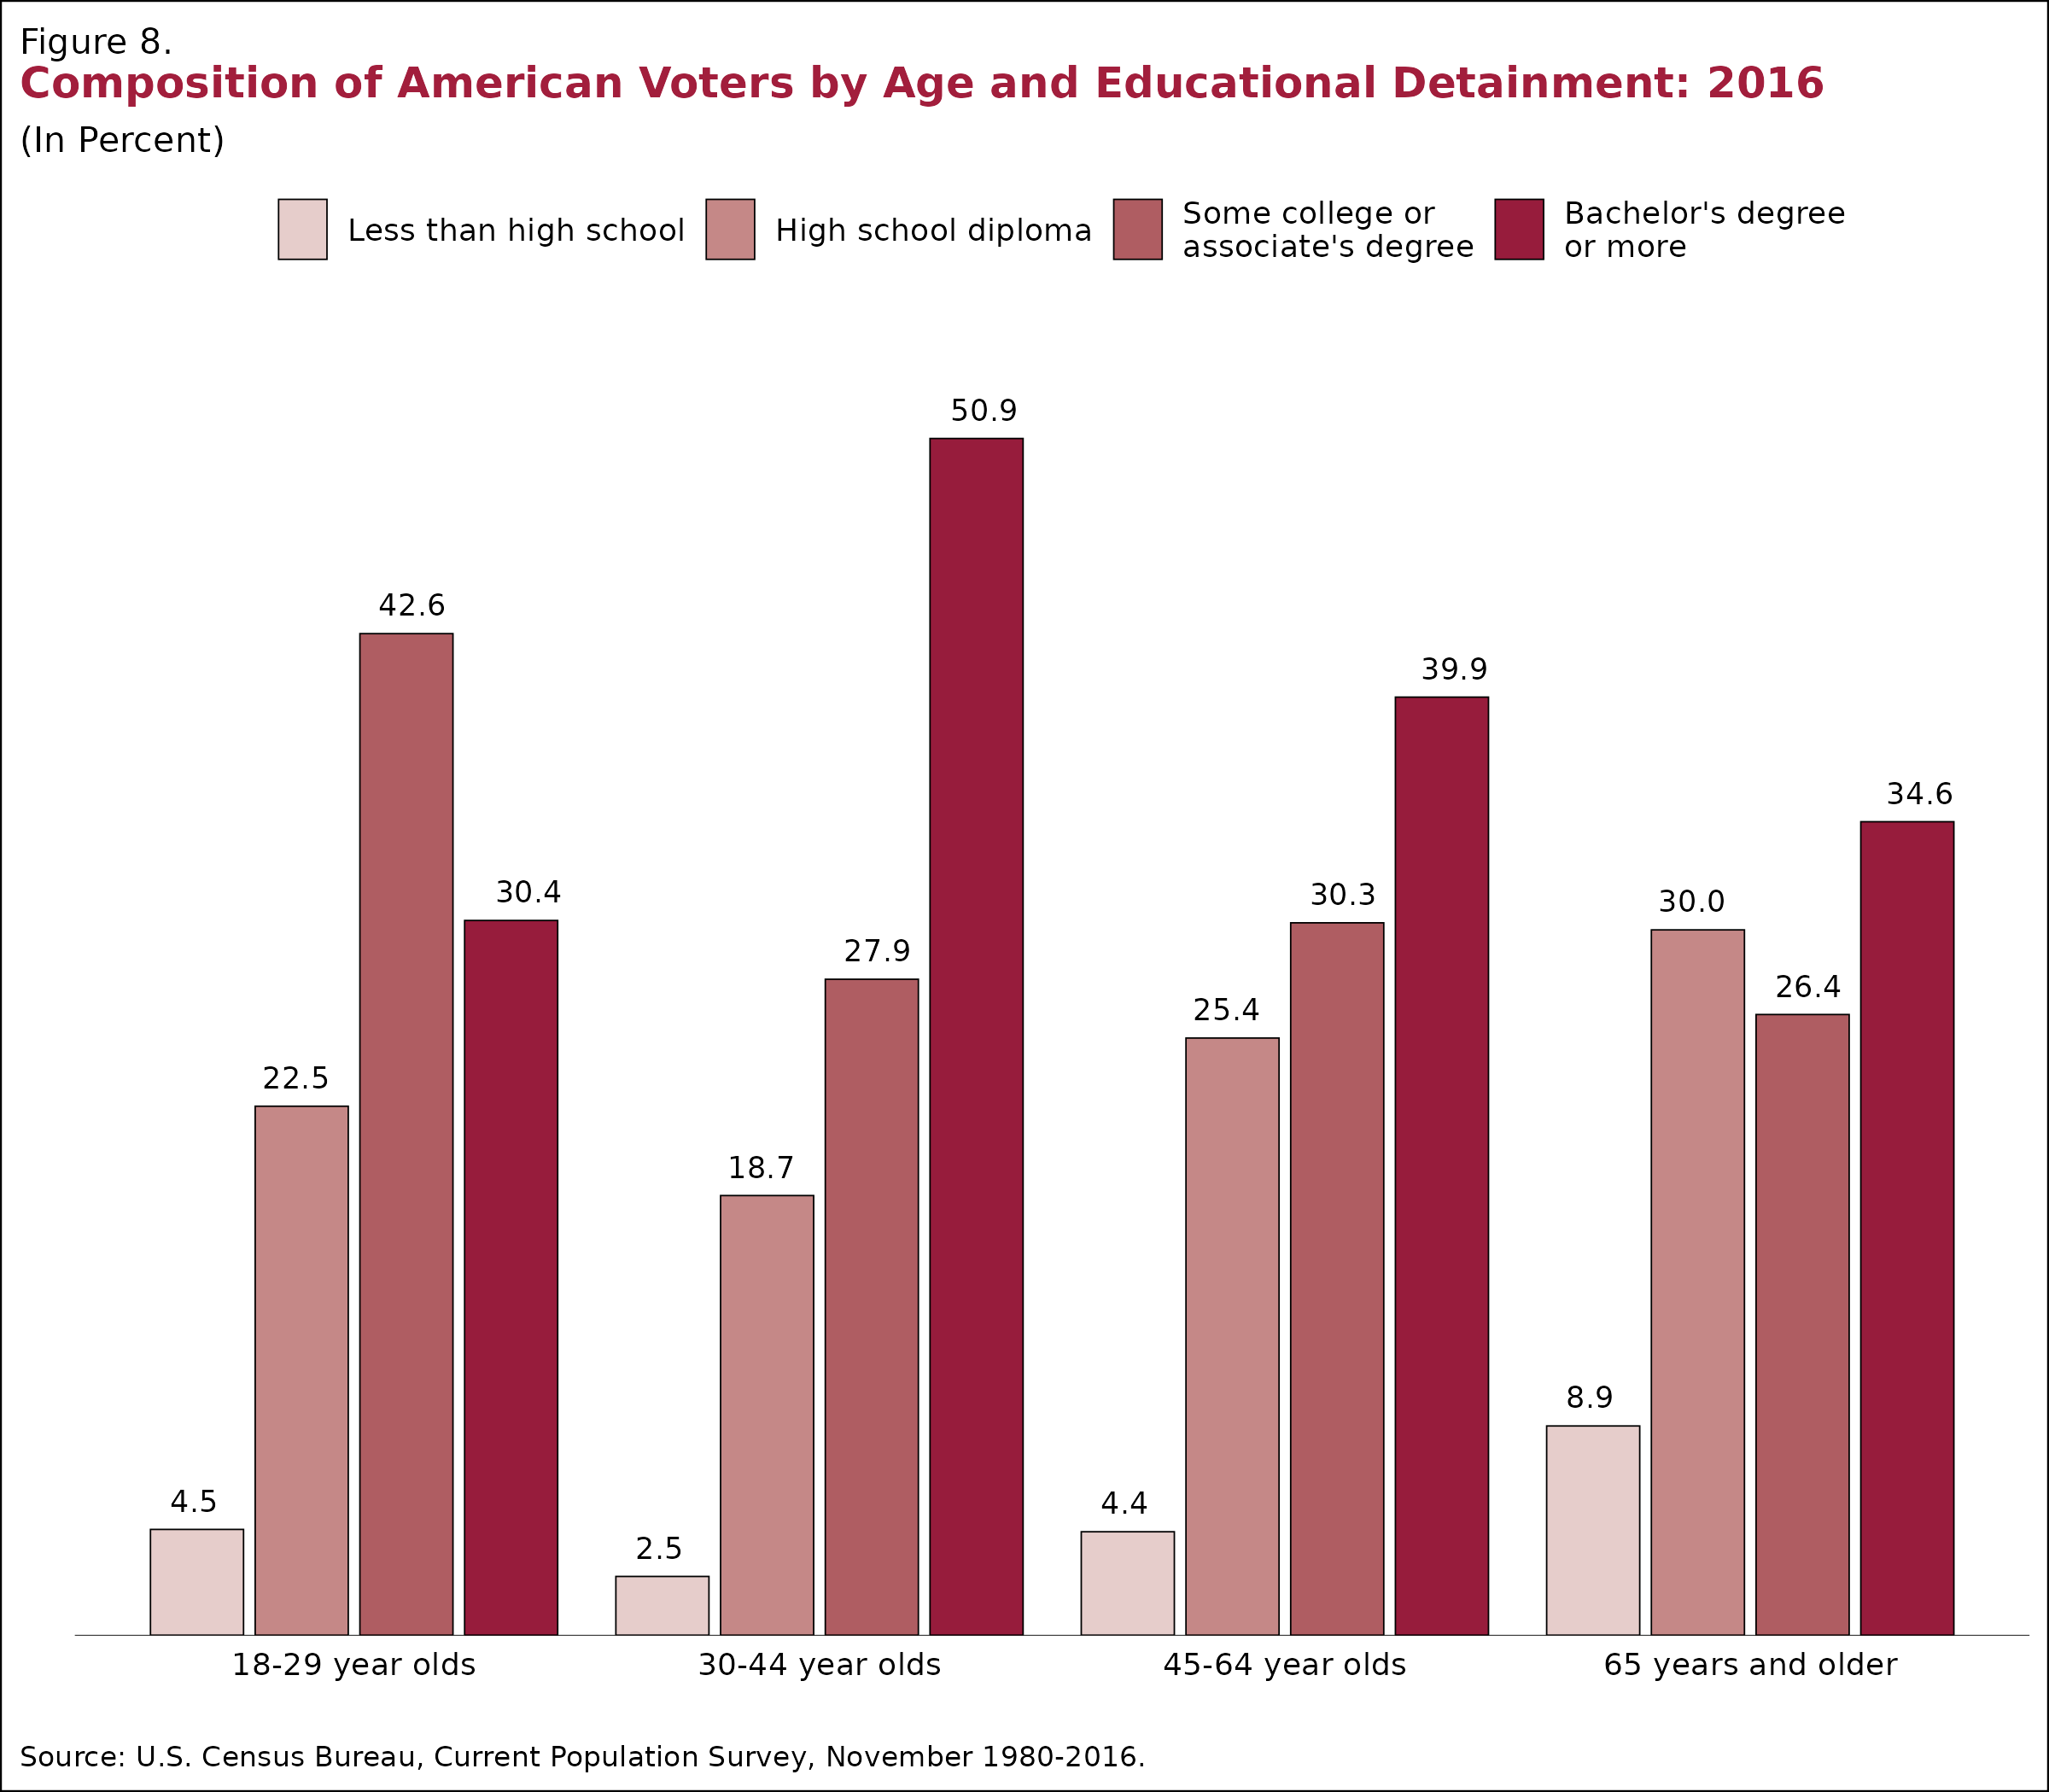 Figure 8.
Composition of American Voters by Age and Educational Detainment: 2016
(In Percent)
Less than high school
High school diploma
Some college or
associate's degree
Bachelor's degree
or more
4.5
22.5
42.6
30.4
2.5
18.7
27.9
50.9
4.4
25.4
30.3
39.9
8.9
30.0
26.4
34.6
18-29 year olds
30-44 year olds
45-64 year olds
65 years and older
Source: U.S. Census Bureau, Current Population Survey, November 1980-2016.